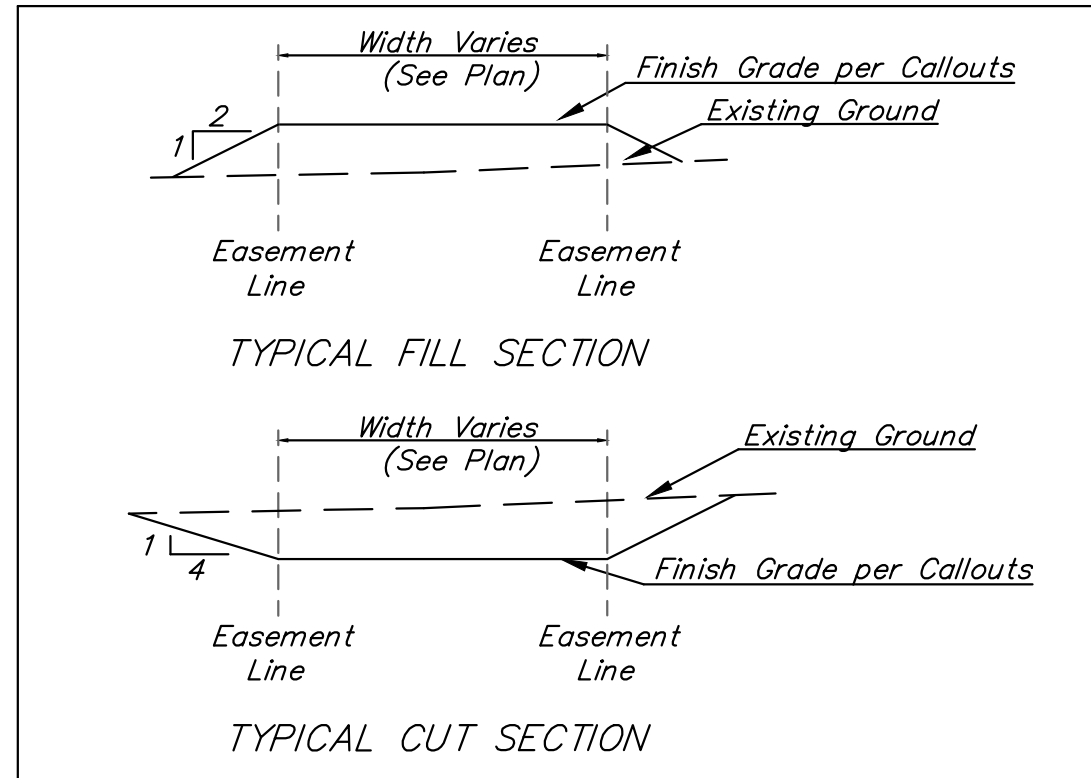 Width Varies
(See Plan)
Finish Grade per Callouts
Existing Ground
2
1
Easement
Line
Easement
Line
TYPICAL FILL SECTION
Width Varies
(See Plan)
Existing Ground
1
4
Finish Grade per Callouts
Easement
Line
Easement
Line
TYPICAL CUT SECTION